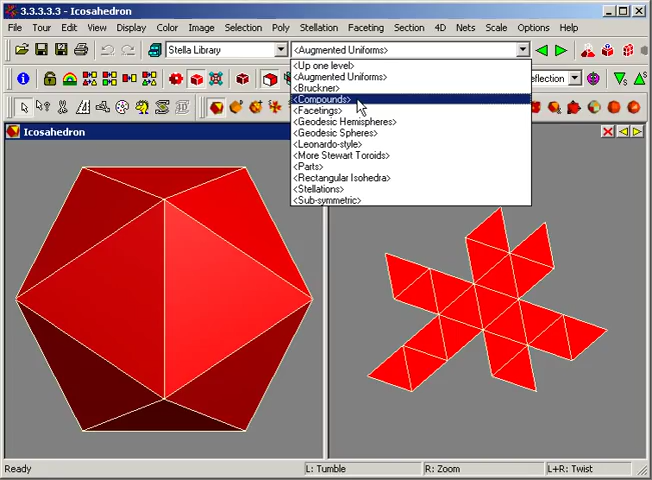 3.3.3.3.3 - Icosahedron
File Tour Edit View Display History Color Image Selection Poly Stellation Faceting Section 4D Nets Scale Options Help
Stella Library
<Augmented Uniforms>
<Up one level>
<Augmented Uniforms>
<Bruckner>
<Compounds>
<Facetings>
<Geodesic Hemispheres>
<Geodesic Spheres>
<Leonardo-style>
<More Stewart Toroids>
<Parts>
<Rectangular Isohedra>
<Stellations>
<Sub-symmetric>
Icosahedron
Ready
L: Tumble
R: Zoom
L+R: Twist